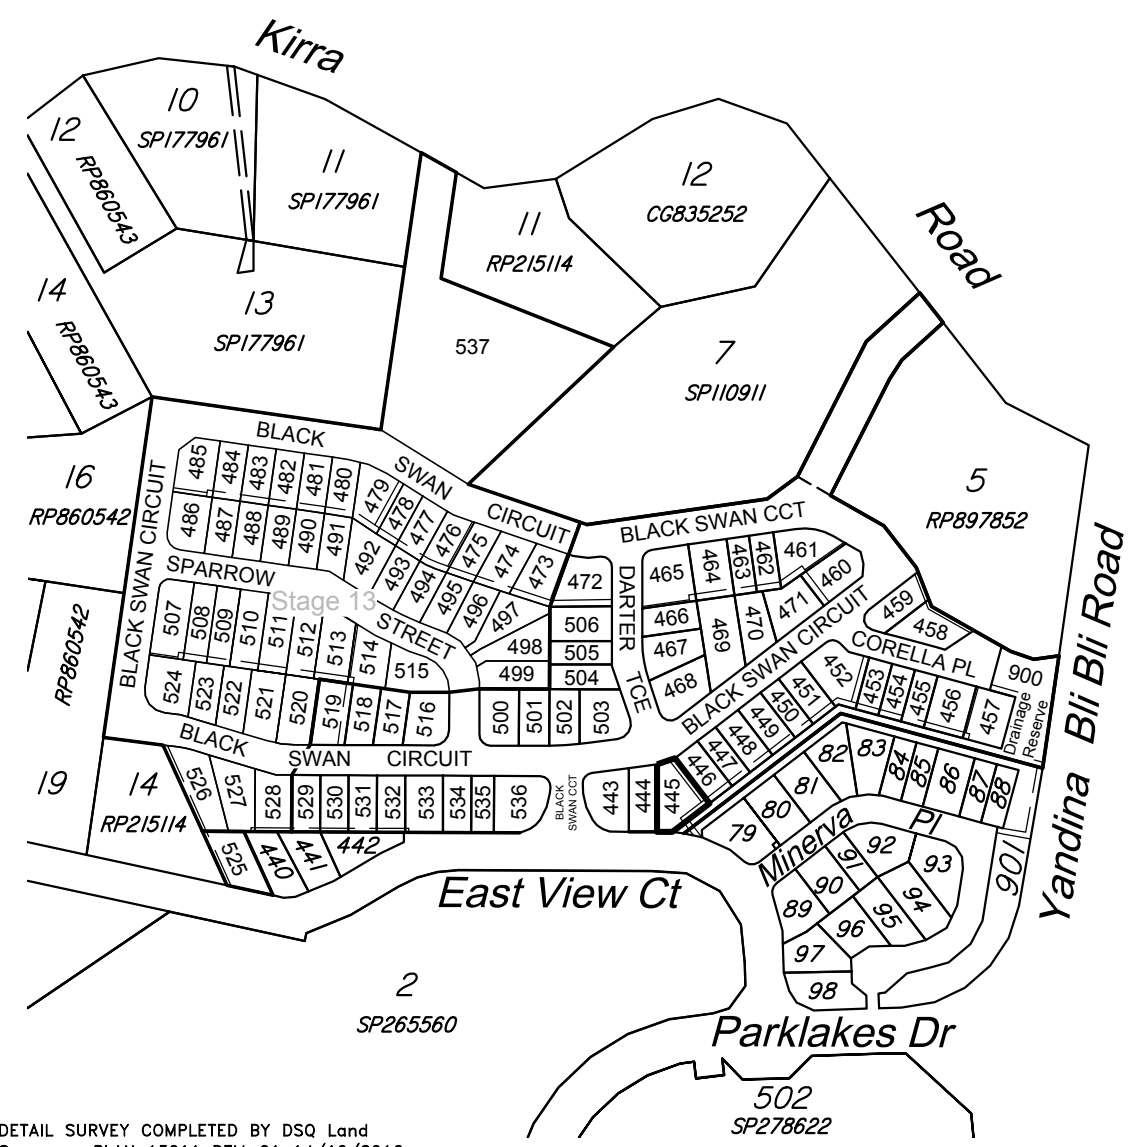 Kirra
10
SP177961
12
RP860543
11
SP177961
12
CG835252
11
RP215114
Road
14
RP860543
13
SP177961
537
7
SP110911
5
RP897852
16
RP860542
BLACK SWAN CIRCUIT
485 484 483 482 481 480 479 478 477 476 475 474 473
486 487 488 489 490 491 492 493 494 495 496 497
498
499
BLACK SWAN CIRCUIT
SPARROW STREET
Stage 13
507 508 509 510 511 512 513 514 515
524 523 522 521 520 519 518 517 516
500 501 502 503
472
506
505
504
DARTER TCE
BLACK SWAN CCT
465 464 463 462 461
460
466
467
468
469
470
471
BLACK SWAN CIRCUIT
459
458
CORELLA PL
452 453 454 455 456 457
900
Drainage
Reserve
451
450
449
448
447
446
445
444
443
Yandina Bli Bli Road
RP860542
19
14
RP215114
BLACK SWAN CIRCUIT
526 527 528 529 530 531 532 533 534 535 536
BLACK
SWAN CCT
525 440 441 442
79 80 81 82 83 84 85 86 87 88
Minerva Pl
89 90 91 92 93
94
95
96
97
98
901
East View Ct
2
SP265560
Parklakes Dr
502
SP278622
DETAIL SURVEY COMPLETED BY DSQ Land